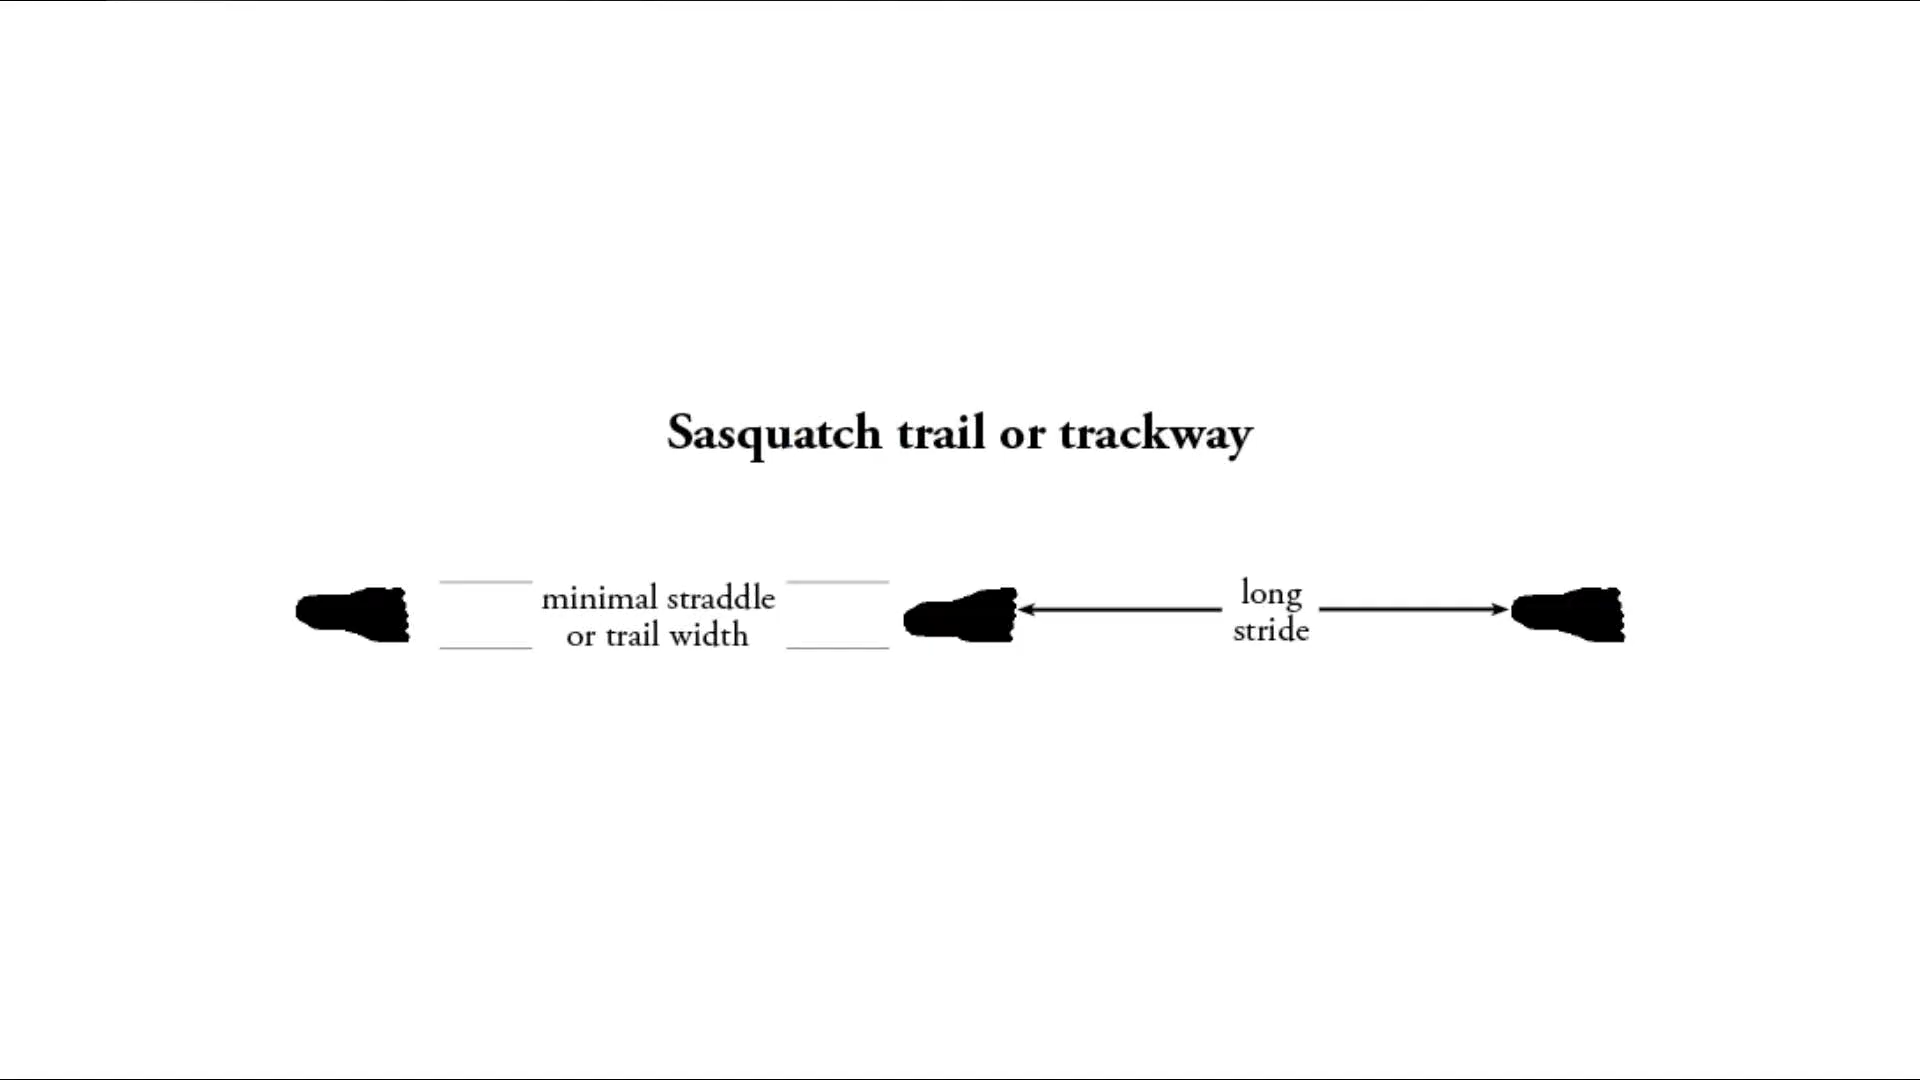 Sasquatch trail or trackway
minimal straddle
or trail width
long
stride